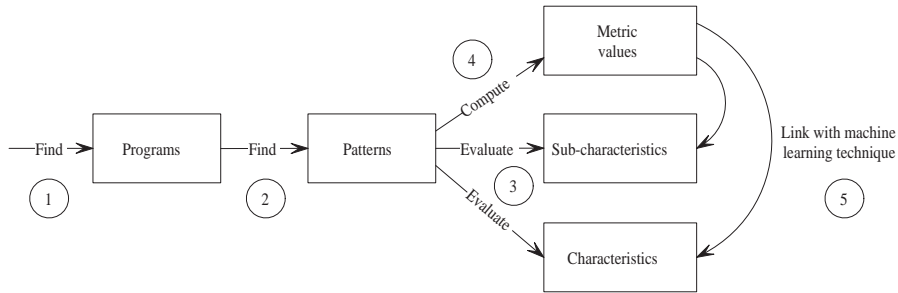 Find
1
Programs
Find
2
Patterns
4
Compute
Evaluate
3
Evaluate
Metric
values
Sub-characteristics
Characteristics
Link with machine
learning technique
5